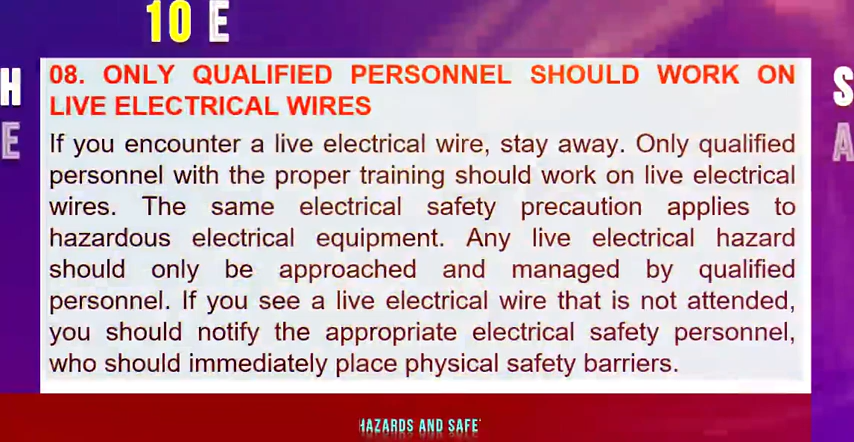 10 E
H
S
E
A
08. ONLY QUALIFIED PERSONNEL SHOULD WORK ON
LIVE ELECTRICAL WIRES
If you encounter a live electrical wire, stay away. Only qualified
personnel with the proper training should work on live electrical
wires. The same electrical safety precaution applies to
hazardous electrical equipment. Any live electrical hazard
should only be approached and managed by qualified
personnel. If you see a live electrical wire that is not attended,
you should notify the appropriate electrical safety personnel,
who should immediately place physical safety barriers.
HAZARDS AND SAFE